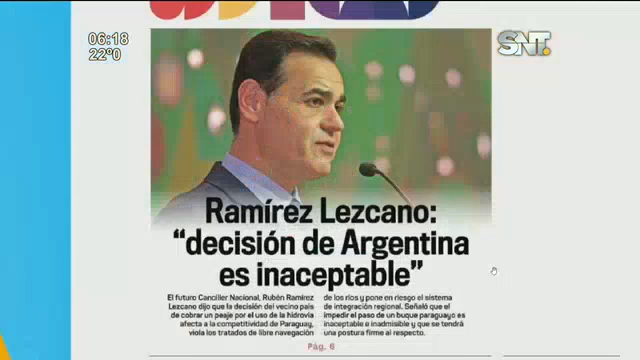 06:18
22°0
SNT.
Ramírez Lezcano:
"decisión de Argentina
es inaceptable"
El futuro Canciller Nacional, Rubén Ramírez
Lezcano dijo que la decisión del vecino país
de cobrar un peaje por el uso de la hidrovia
afecta a la competitividad de Paraguay,
viola los tratados de libre navegación
de los ríos y pone en riesgo el sistema
de integración regional. Señaló que el
impedir el paso de un buque paraguayo es
inaceptable e inadmisible y que se tendrá
una postura firme al respecto.
Pág. 6